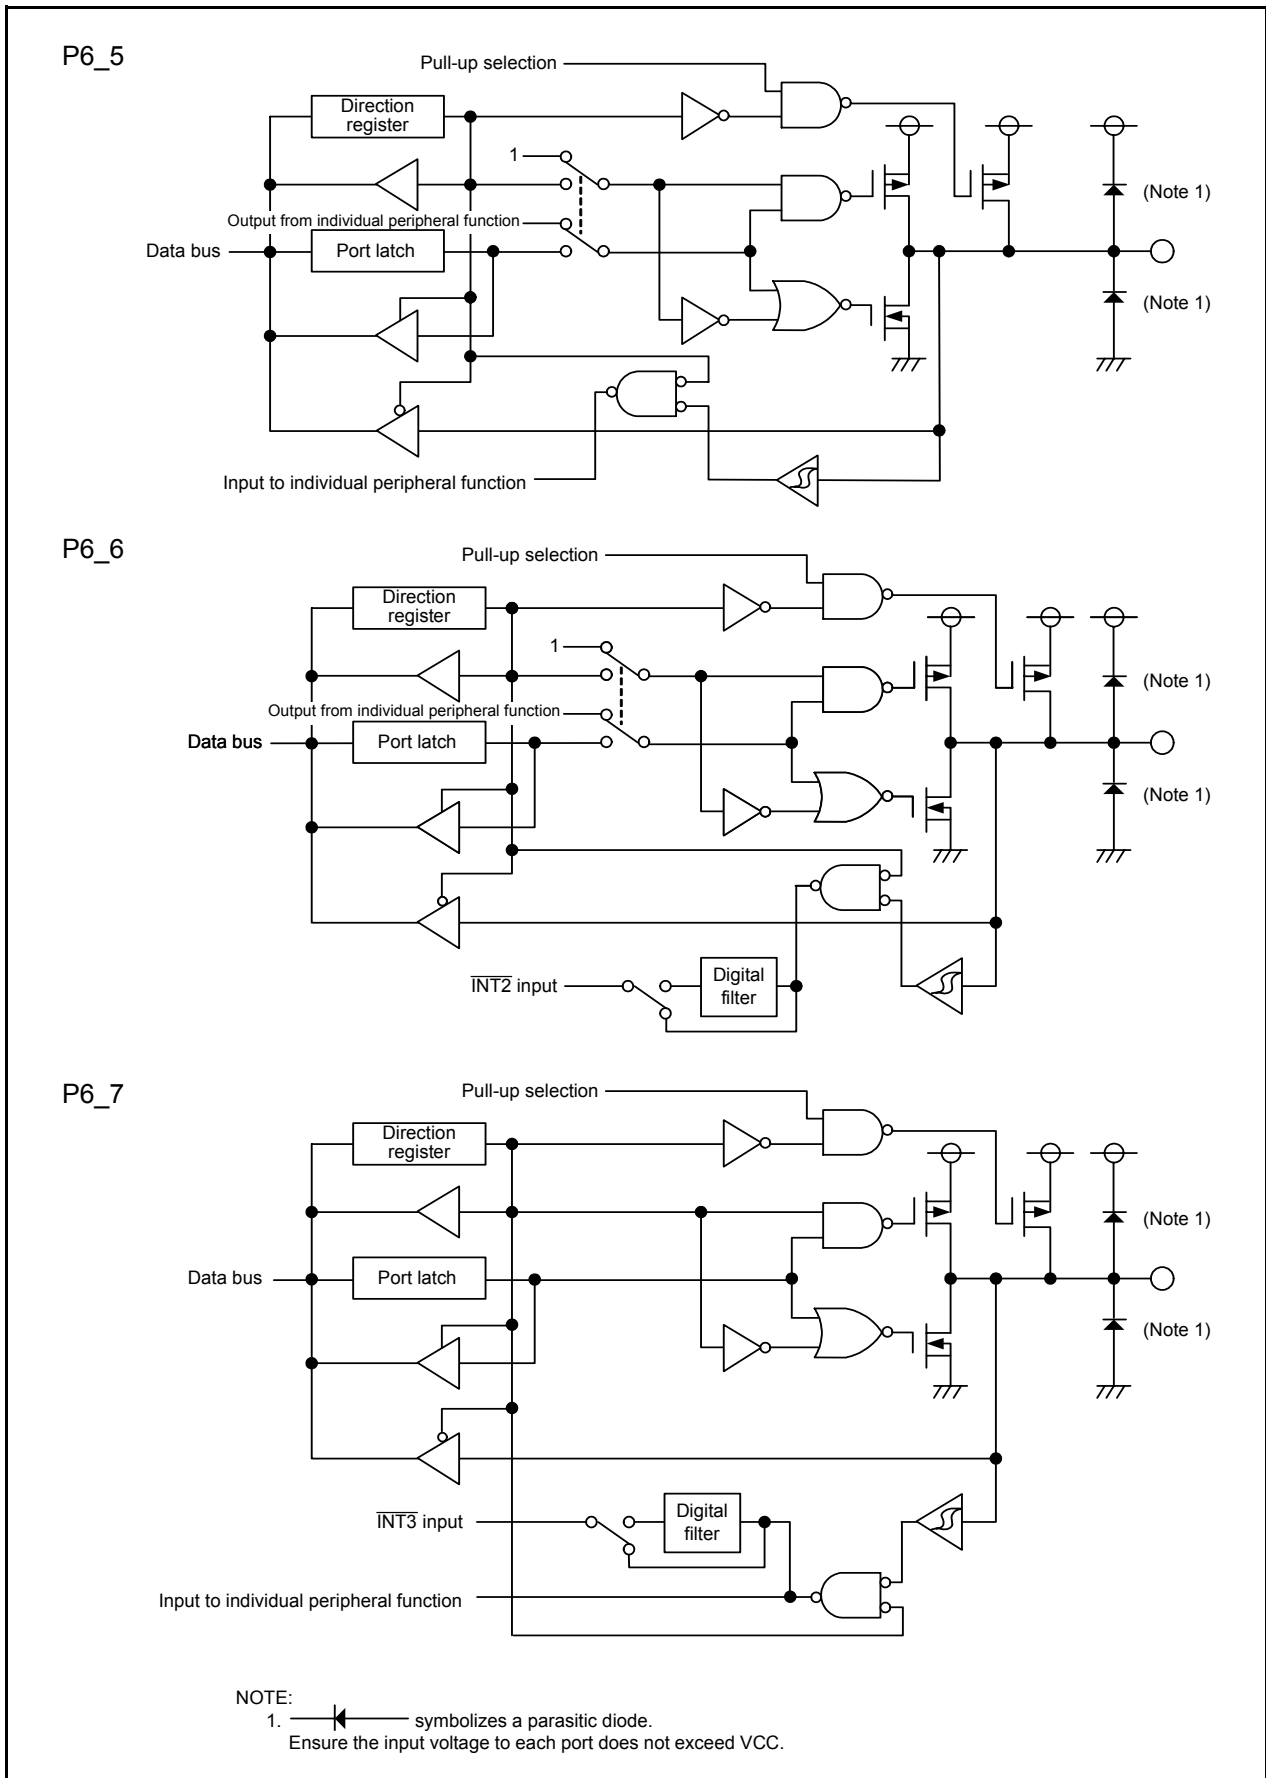 P6_5
Pull-up selection
Direction
register
1
Output from individual peripheral function
Data bus
Port latch
(Note 1)
(Note 1)
Input to individual peripheral function
P6_6
Pull-up selection
Direction
register
1
Output from individual peripheral function
Data bus
Port latch
(Note 1)
(Note 1)
INT2 input
Digital
filter
P6_7
Pull-up selection
Direction
register
Data bus
Port latch
(Note 1)
(Note 1)
INT3 input
Digital
filter
Input to individual peripheral function
NOTE:
1. symbolizes a parasitic diode.
Ensure the input voltage to each port does not exceed VCC.